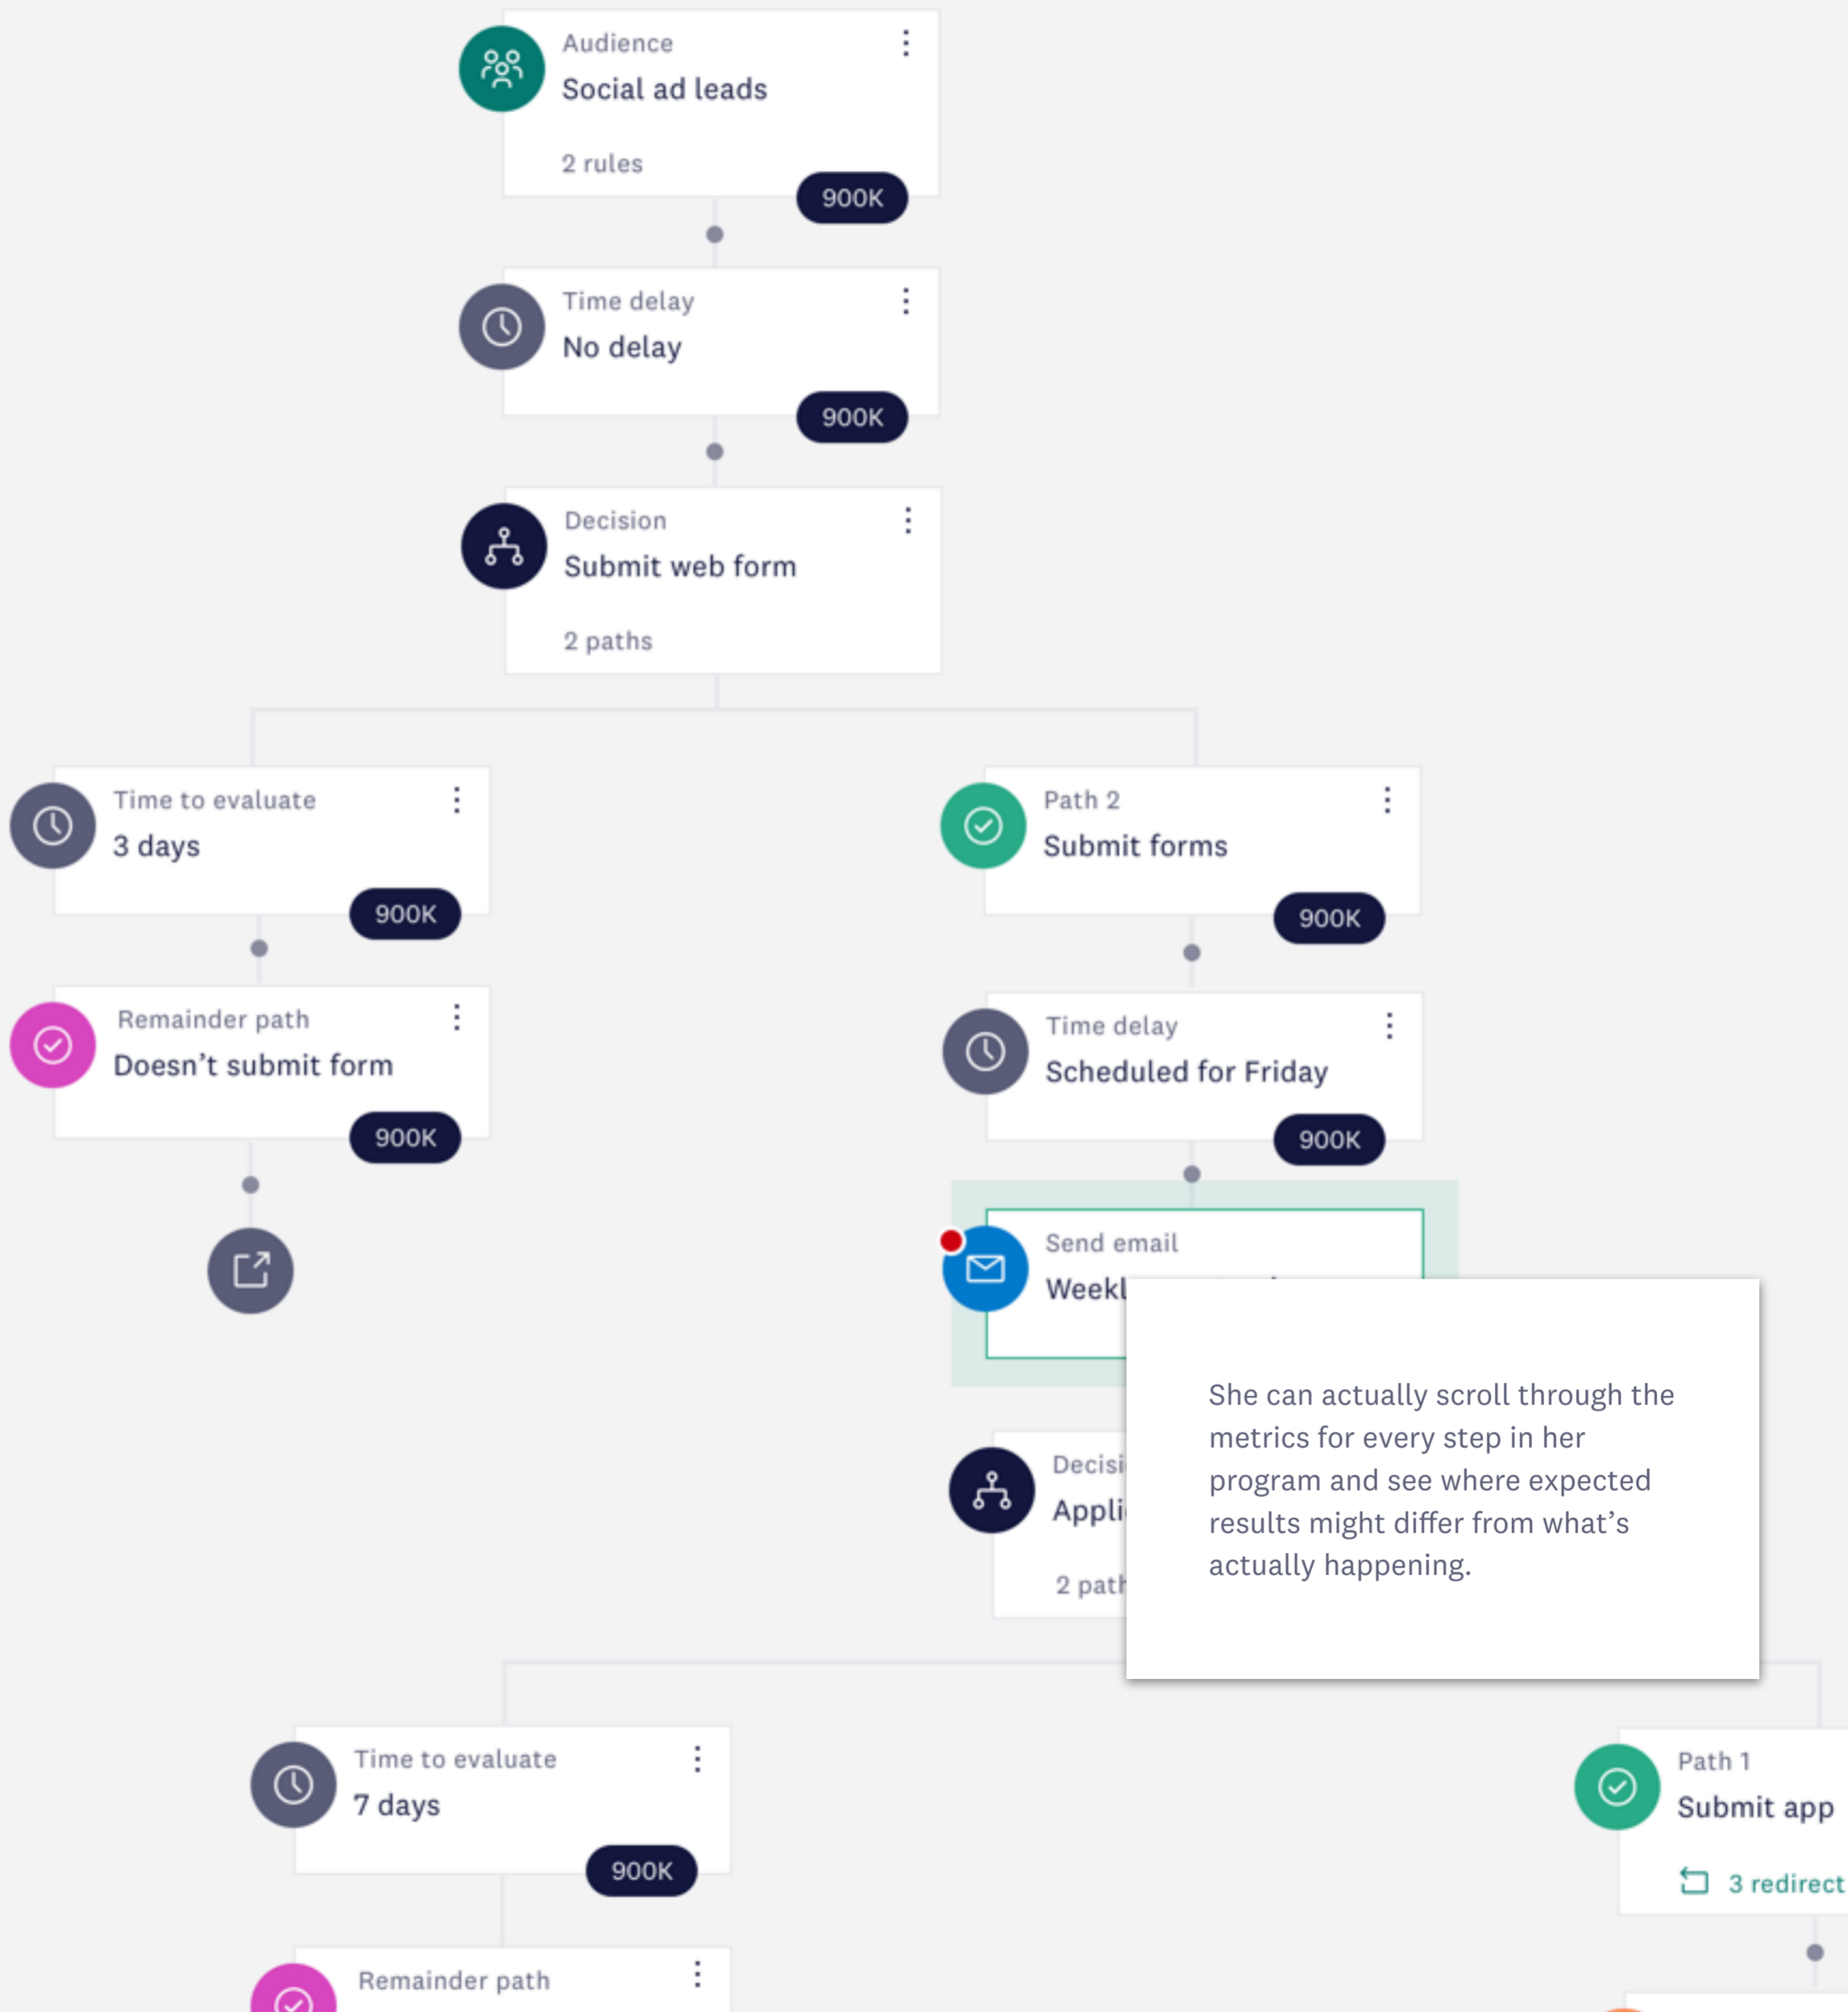 Audience
Social ad leads
2 rules
900K
Time delay
No delay
900K
Decision
Submit web form
2 paths
Time to evaluate
3 days
900K
Remainder path
Doesn’t submit form
900K
Path 2
Submit forms
900K
Time delay
Scheduled for Friday
900K
Send email
She can actually scroll through the
metrics for every step in her
program and see where expected
results might differ from what’s
actually happening.
2
Time to evaluate
7 days
900K
Remainder path
Path 1
Submit app
3 redirect